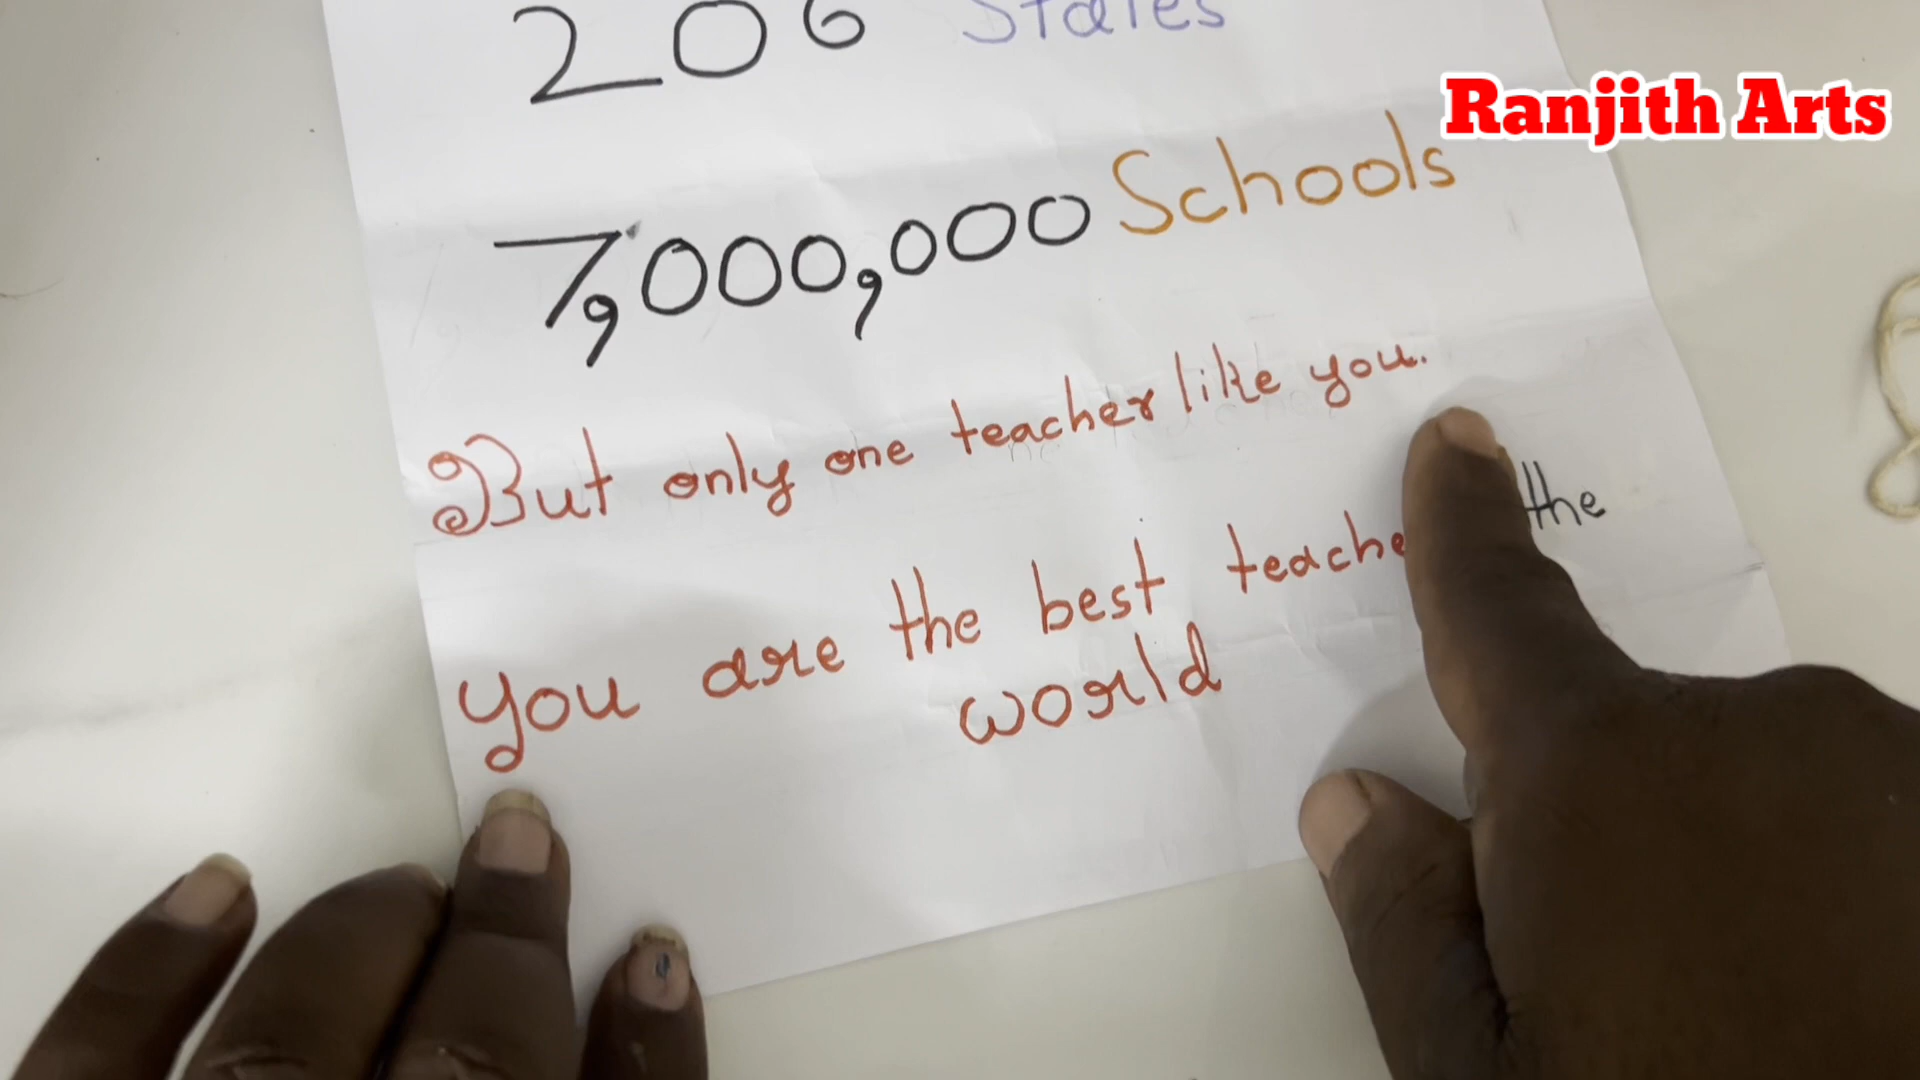 206 States
Ranjith Arts
7,000,000 Schools
But only one teacher like you.
You are the best teache the
world